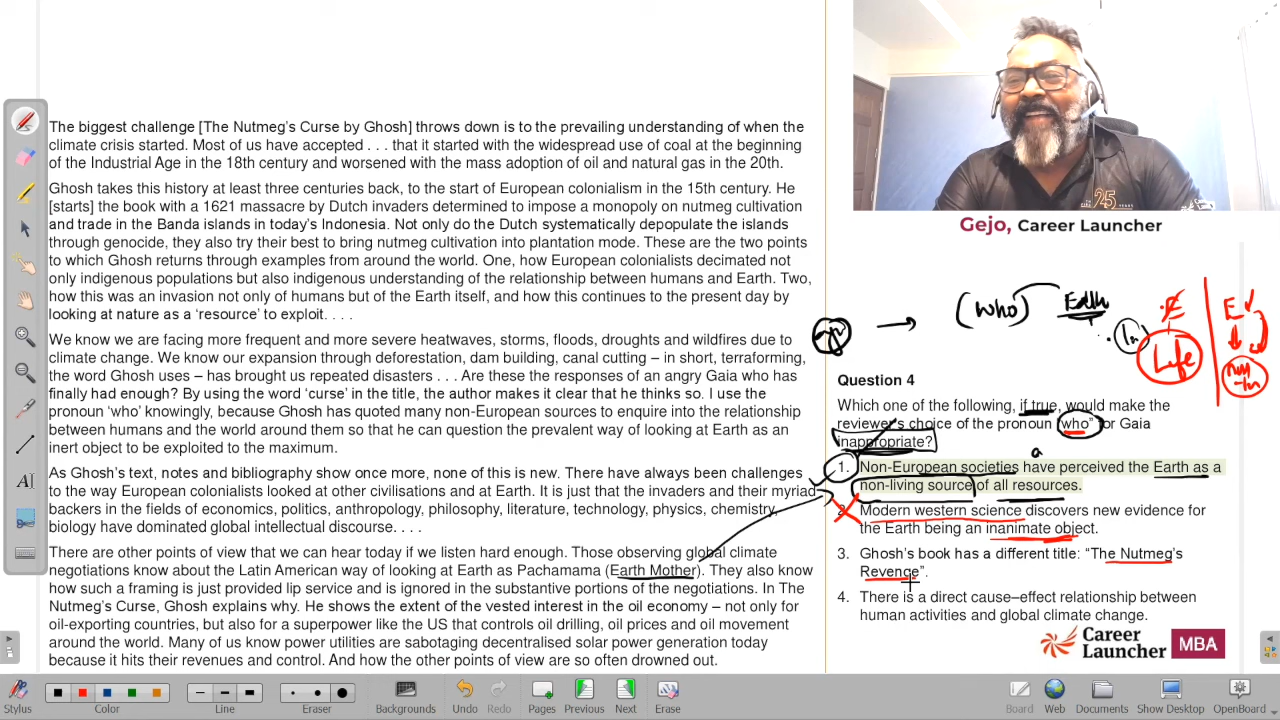 The biggest challenge [The Nutmeg's Curse by Ghosh] throws down is to the prevailing understanding of when the
climate crisis started. Most of us have accepted . . . that it started with the widespread use of coal at the beginning
of the Industrial Age in the 18th century and worsened with the mass adoption of oil and natural gas in the 20th.
Ghosh takes this history at least three centuries back, to the start of European colonialism in the 15th century. He
[starts] the book with a 1621 massacre by Dutch invaders determined to impose a monopoly on nutmeg cultivation
and trade in the Banda islands in today's Indonesia. Not only do the Dutch systematically depopulate the islands
through genocide, they also try their best to bring nutmeg cultivation into plantation mode. These are the two points
to which Ghosh returns through examples from around the world. One, how European colonialists decimated not
only indigenous populations but also indigenous understanding of the relationship between humans and Earth. Two,
how this was an invasion not only of humans but of the Earth itself, and how this continues to the present day by
looking at nature as a 'resource' to exploit. . . .
We know we are facing more frequent and more severe heatwaves, storms, floods, droughts and wildfires due to
climate change. We know our expansion through deforestation, dam building, canal cutting – in short, terraforming,
the word Ghosh uses – has brought us repeated disasters . . . Are these the responses of an angry Gaia who has
finally had enough? By using the word 'curse' in the title, the author makes it clear that he thinks so. I use the
pronoun 'who' knowingly, because Ghosh has quoted many non-European sources to enquire into the relationship
between humans and the world around them so that he can question the prevalent way of looking at Earth as an
inert object to be exploited to the maximum.
As Ghosh's text, notes and bibliography show once more, none of this is new. There have always been challenges
to the way European colonialists looked at other civilisations and at Earth. It is just that the invaders and their myriad
backers in the fields of economics, politics, anthropology, philosophy, literature, technology, physics, chemistry,
biology have dominated global intellectual discourse. . . .
There are other points of view that we can hear today if we listen hard enough. Those observing global climate
negotiations know about the Latin American way of looking at Earth as Pachamama (Earth Mother). They also know
how such a framing is just provided lip service and is ignored in the substantive portions of the negotiations. In The
Nutmeg's Curse, Ghosh explains why. He shows the extent of the vested interest in the oil economy – not only for
oil-exporting countries, but also for a superpower like the US that controls oil drilling, oil prices and oil movement
around the world. Many of us know power utilities are sabotaging decentralised solar power generation today
because it hits their revenues and control. And how the other points of view are so often drowned out.
25
Gejo, Career Launcher
(who) Earth
Life
E
Question 4
Which one of the following, if true, would make the
reviewer's choice of the pronoun "who" for Gaia
inappropriate?
a
1. Non-European societies have perceived the Earth as a
non-living source of all resources.
2. Modern western science discovers new evidence for
the Earth being an inanimate object.
3. Ghosh's book has a different title: "The Nutmeg's
Revenge".
4. There is a direct cause–effect relationship between
human activities and global climate change.
Career
Launcher
MBA
Stylus
Color
Line
Eraser
Backgrounds
Undo
Redo
Pages
Previous
Next
Erase
Board
Web
Documents
Show Desktop
OpenBoard